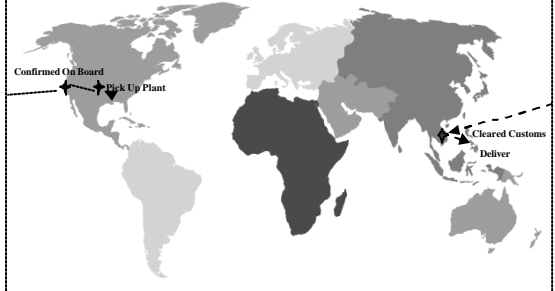 Confirmed On Board
Pick Up Plant
Cleared Customs
Deliver